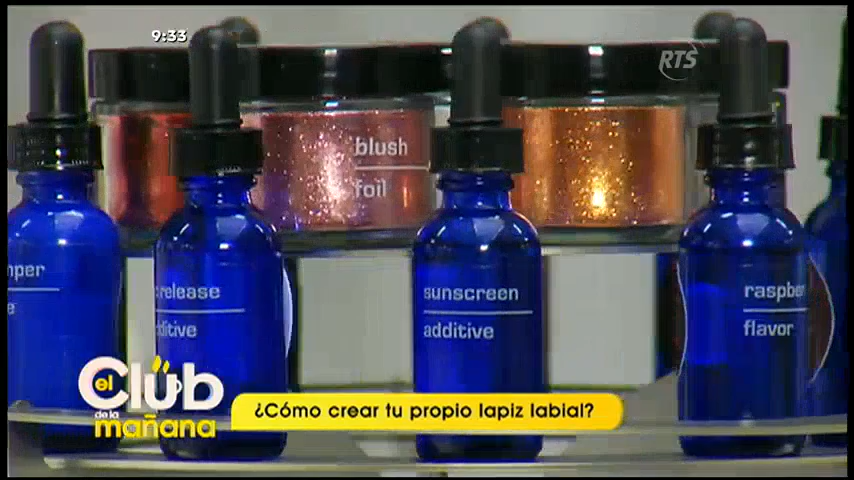 9:33
RTS
blush
foil
release
sunscreen
additive
additive
flavor
el
Club
de la
mañana
¿Cómo crear tu propio lapiz labial?